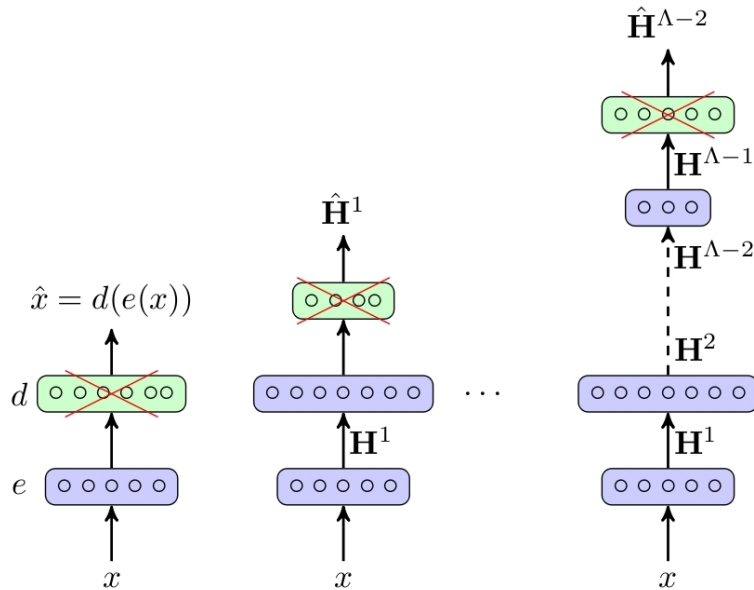 Ĥ^{Λ−2}
H^{Λ−1}
Ĥ^1
H^{Λ−2}
x̂ = d(e(x))
H^2
d
· · ·
H^1 H^1
e
x x x